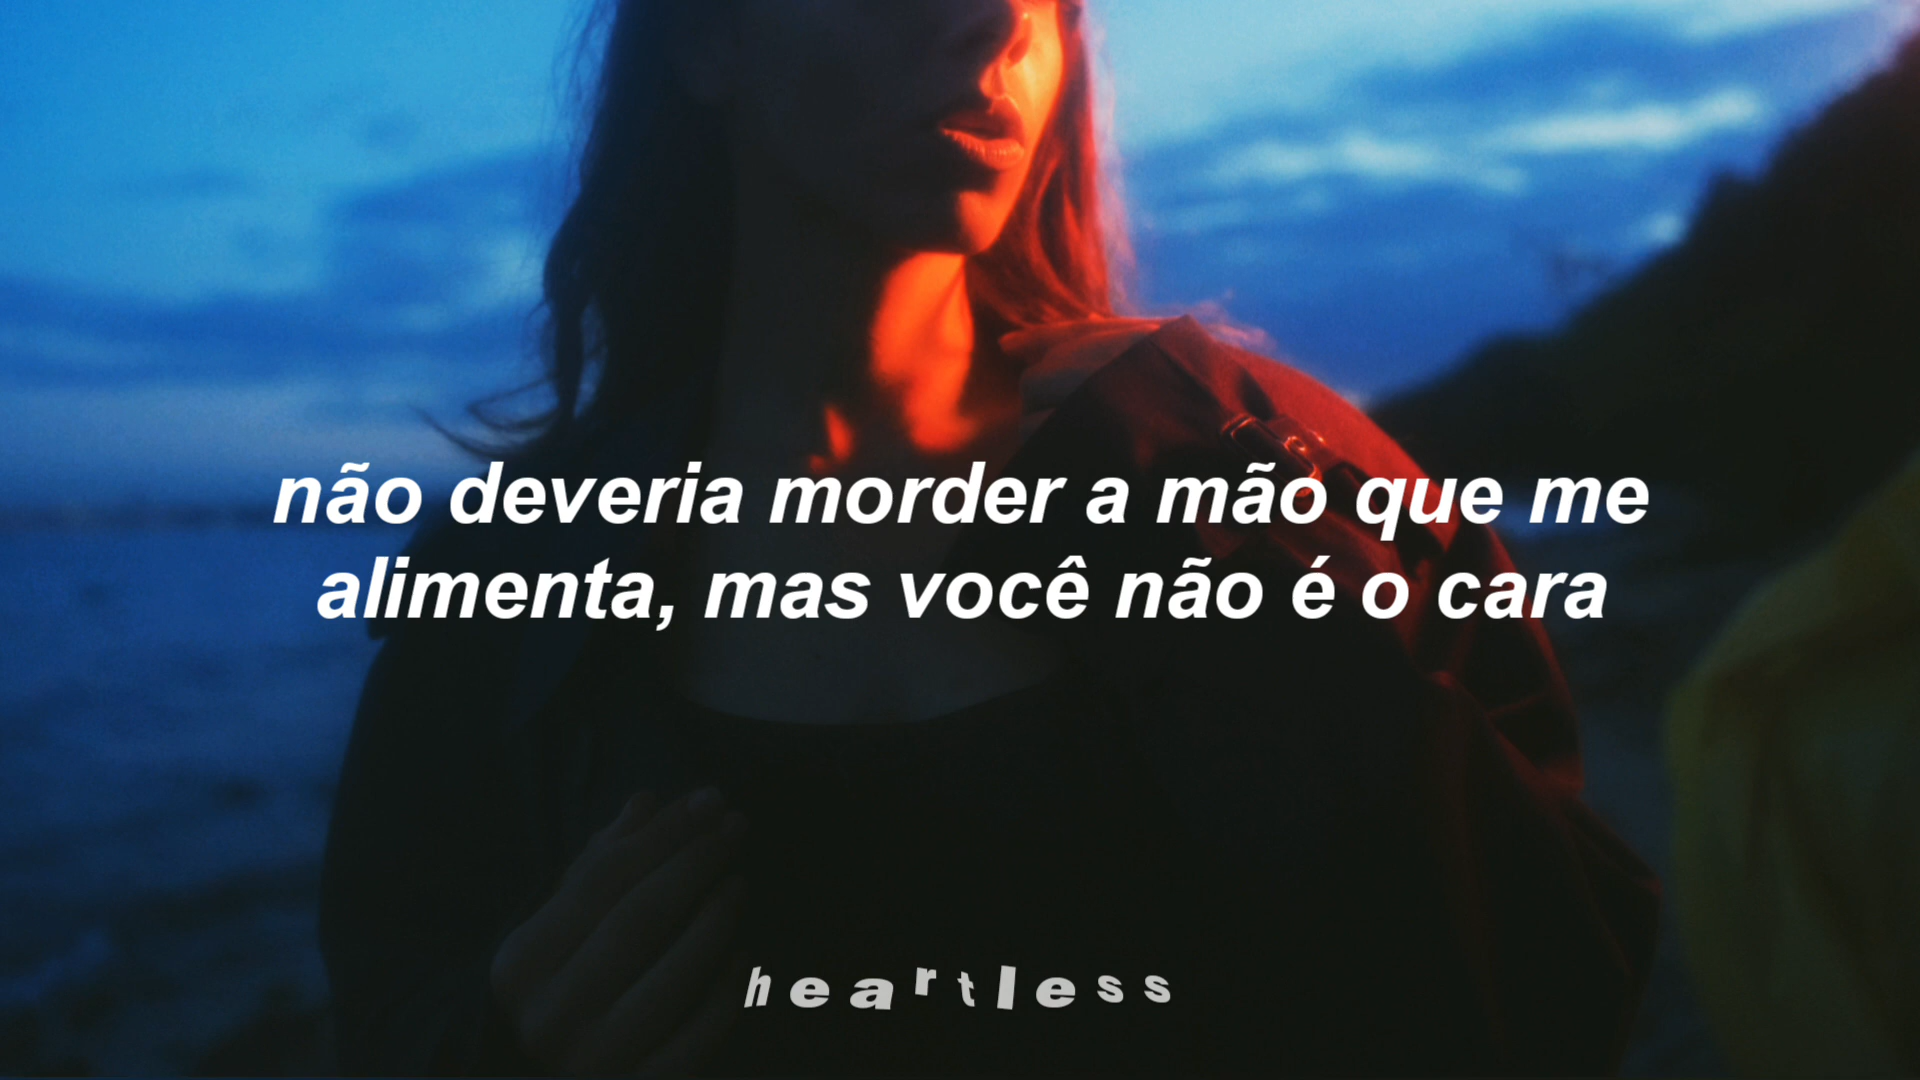 não deveria morder a mão que me
alimenta, mas você não é o cara
heartless